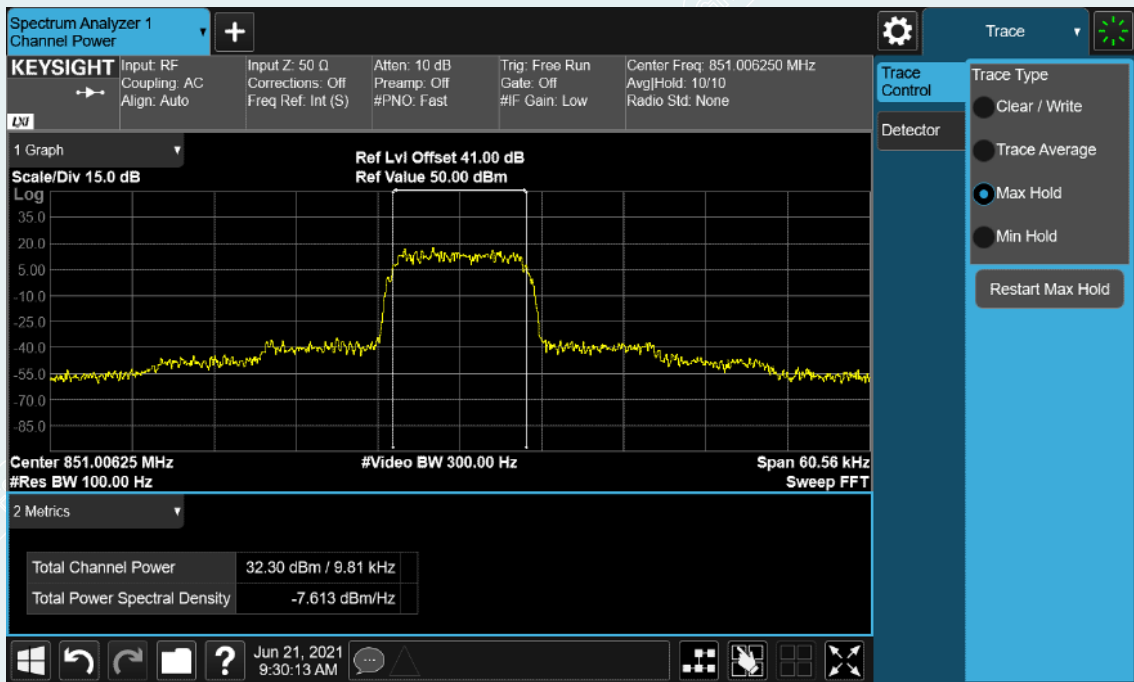 Spectrum Analyzer 1
Channel Power
+
Trace
KEYSIGHT
LXI
Input: RF
Coupling: AC
Align: Auto
Input Z: 50 Ω
Corrections: Off
Freq Ref: Int (S)
Atten: 10 dB
Preamp: Off
#PNO: Fast
Trig: Free Run
Gate: Off
#IF Gain: Low
Center Freq: 851.006250 MHz
Avg|Hold: 10/10
Radio Std: None
Trace Control
Detector
Trace Type
Clear / Write
Trace Average
Max Hold
Min Hold
Restart Max Hold
1 Graph
Scale/Div 15.0 dB
Ref Lvl Offset 41.00 dB
Ref Value 50.00 dBm
Log
35.0
20.0
5.00
-10.0
-25.0
-40.0
-55.0
-70.0
-85.0
Center 851.00625 MHz
#Video BW 300.00 Hz
Span 60.56 kHz
#Res BW 100.00 Hz
Sweep FFT
2 Metrics
Total Channel Power 32.30 dBm / 9.81 kHz
Total Power Spectral Density -7.613 dBm/Hz
?
Jun 21, 2021
9:30:13 AM